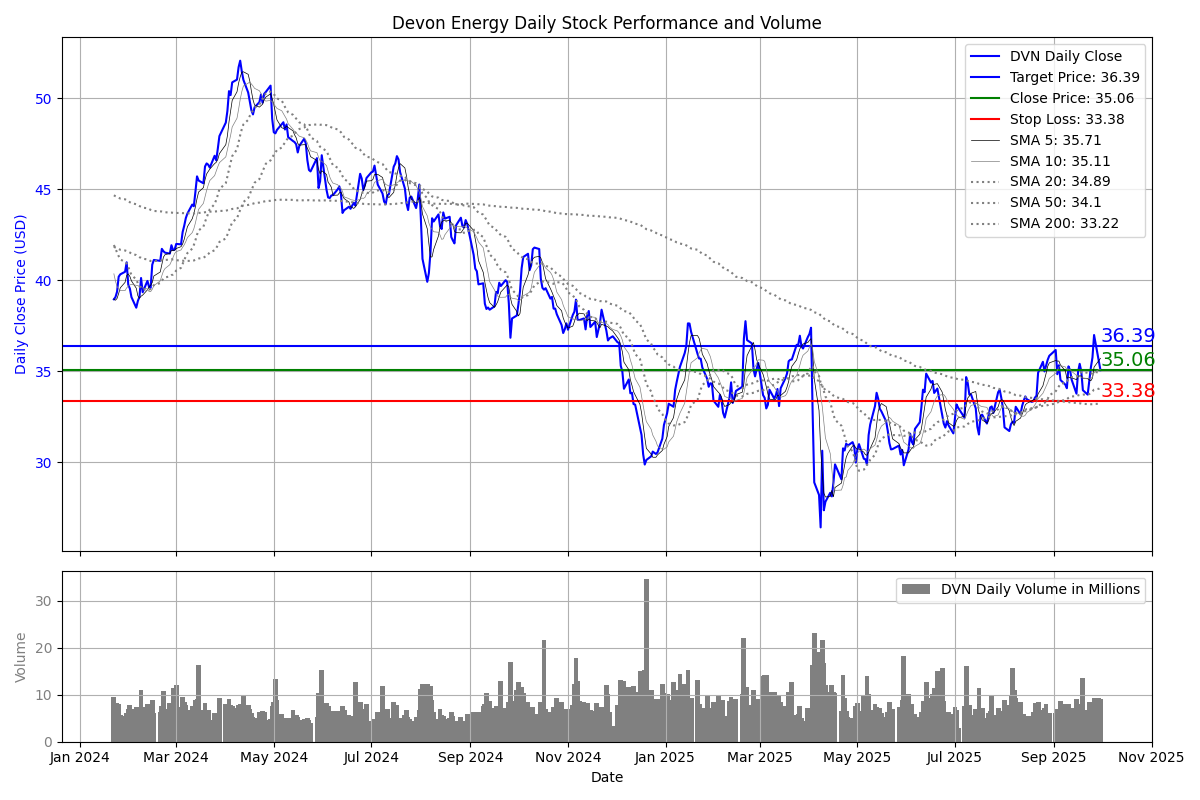 Devon Energy Daily Stock Performance and Volume
Daily Close Price (USD)
50
45
40
35
30
DVN Daily Close
Target Price: 36.39
Close Price: 35.06
Stop Loss: 33.38
SMA 5: 35.71
SMA 10: 35.11
SMA 20: 34.89
SMA 50: 34.1
SMA 200: 33.22
36.39
35.06
33.38
Volume
30
20
10
0
DVN Daily Volume in Millions
Jan 2024 Mar 2024 May 2024 Jul 2024 Sep 2024 Nov 2024 Jan 2025 Mar 2025 May 2025 Jul 2025 Sep 2025 Nov 2025
Date